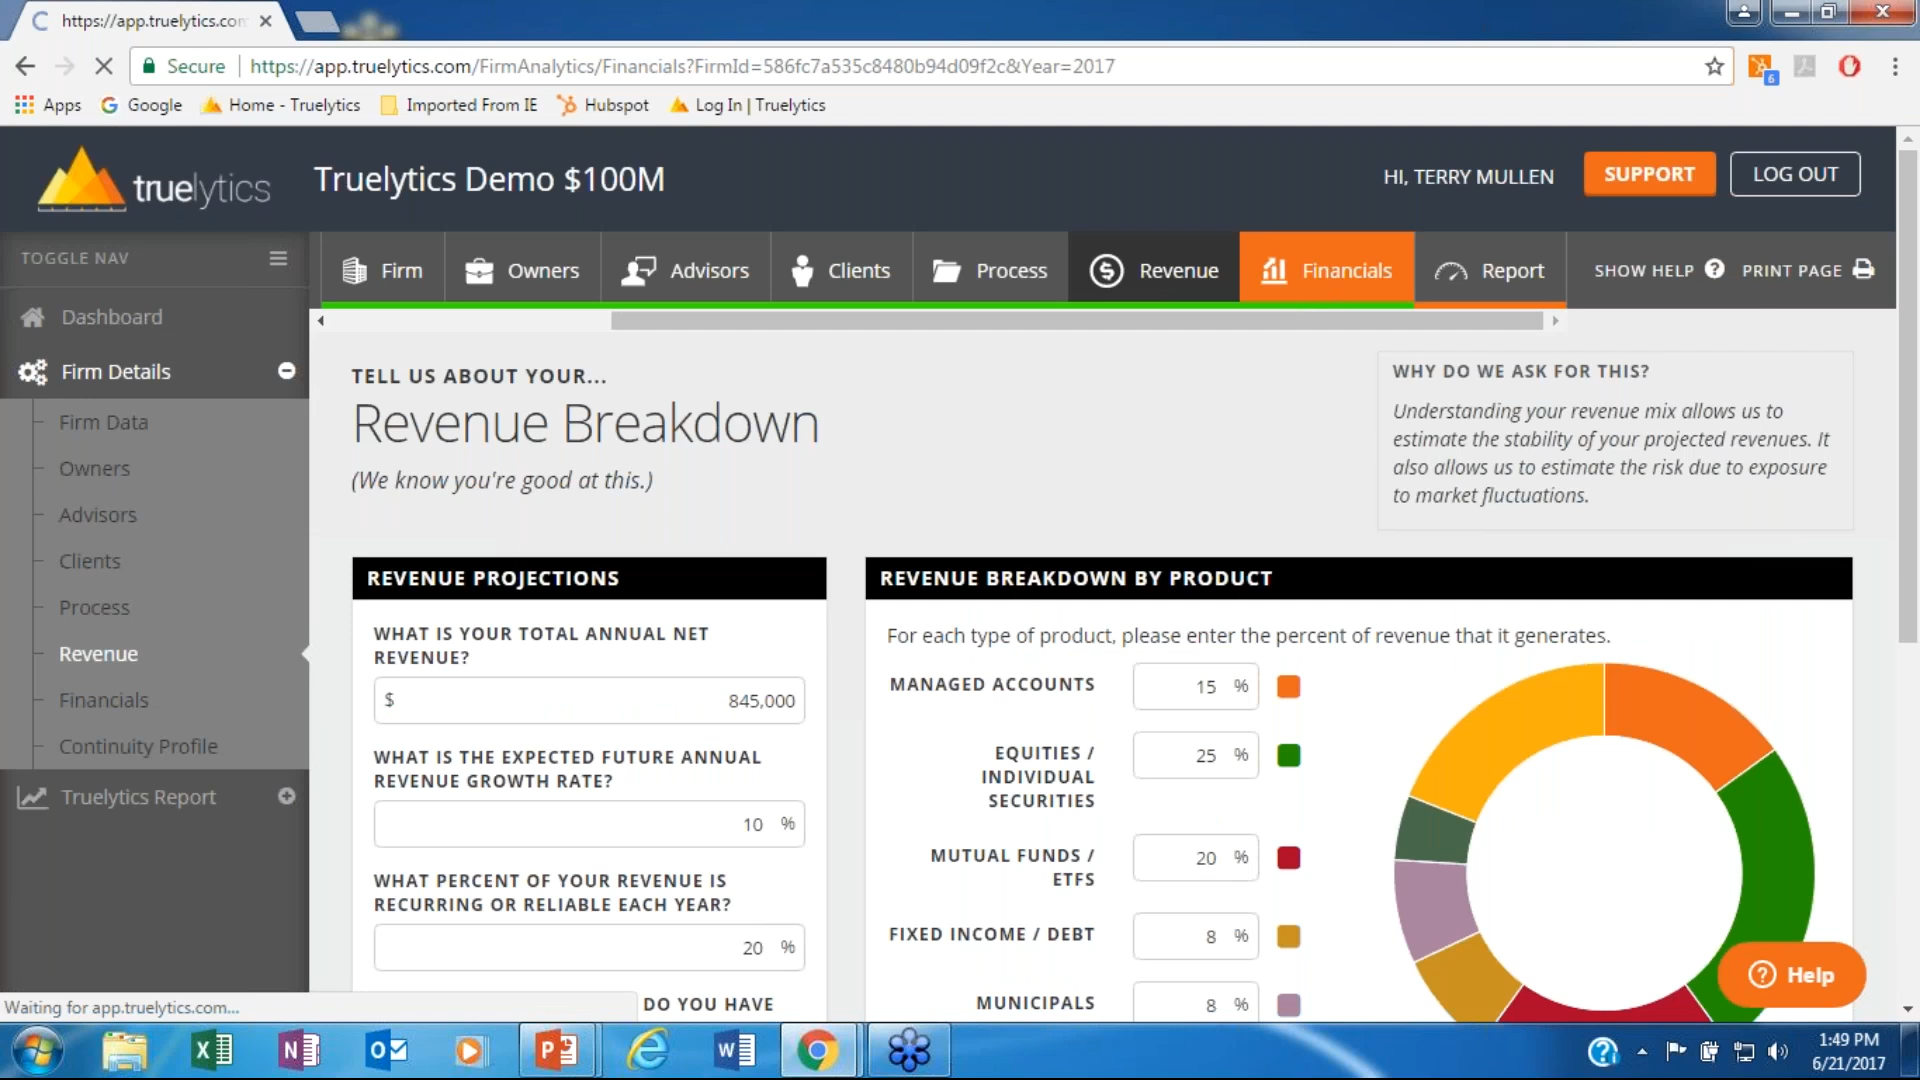 https://app.truelytics.com
Secure
https://app.truelytics.com/FirmAnalytics/Financials?FirmId=586fc7a535c8480b94d09f2c&Year=2017
6
Apps
Google
Home - Truelytics
Imported From IE
Hubspot
Log In | Truelytics
truelytics
Truelytics Demo $100M
HI, TERRY MULLEN
SUPPORT
LOG OUT
TOGGLE NAV
Firm
Owners
Advisors
Clients
Process
Revenue
Financials
Report
SHOW HELP
PRINT PAGE
Dashboard
Firm Details
Firm Data
Owners
Advisors
Clients
Process
Revenue
Financials
Continuity Profile
Truelytics Report
TELL US ABOUT YOUR...
Revenue Breakdown
(We know you're good at this.)
WHY DO WE ASK FOR THIS?
Understanding your revenue mix allows us to
estimate the stability of your projected revenues. It
also allows us to estimate the risk due to exposure
to market fluctuations.
REVENUE PROJECTIONS
WHAT IS YOUR TOTAL ANNUAL NET
REVENUE?
$ 845,000
WHAT IS THE EXPECTED FUTURE ANNUAL
REVENUE GROWTH RATE?
10 %
WHAT PERCENT OF YOUR REVENUE IS
RECURRING OR RELIABLE EACH YEAR?
20 %
DO YOU HAVE
REVENUE BREAKDOWN BY PRODUCT
For each type of product, please enter the percent of revenue that it generates.
MANAGED ACCOUNTS 15 %
EQUITIES /
INDIVIDUAL
SECURITIES
25 %
MUTUAL FUNDS /
ETFS
20 %
FIXED INCOME / DEBT 8 %
MUNICIPALS 8 %
Help
Waiting for app.truelytics.com...
1:49 PM
6/21/2017